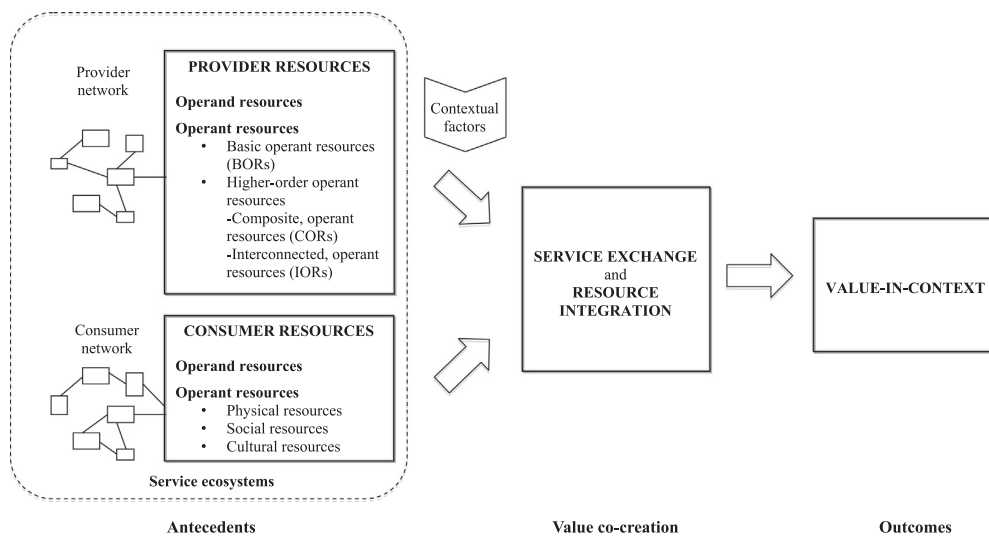 Provider
network
PROVIDER RESOURCES
Operand resources
Operant resources
• Basic operant resources
(BORs)
• Higher-order operant
resources
-Composite, operant
resources (CORs)
-Interconnected, operant
resources (IORs)
Contextual
factors
Consumer
network
CONSUMER RESOURCES
Operand resources
Operant resources
• Physical resources
• Social resources
• Cultural resources
Service ecosystems
SERVICE EXCHANGE
and
RESOURCE
INTEGRATION
VALUE-IN-CONTEXT
Antecedents
Value co-creation
Outcomes